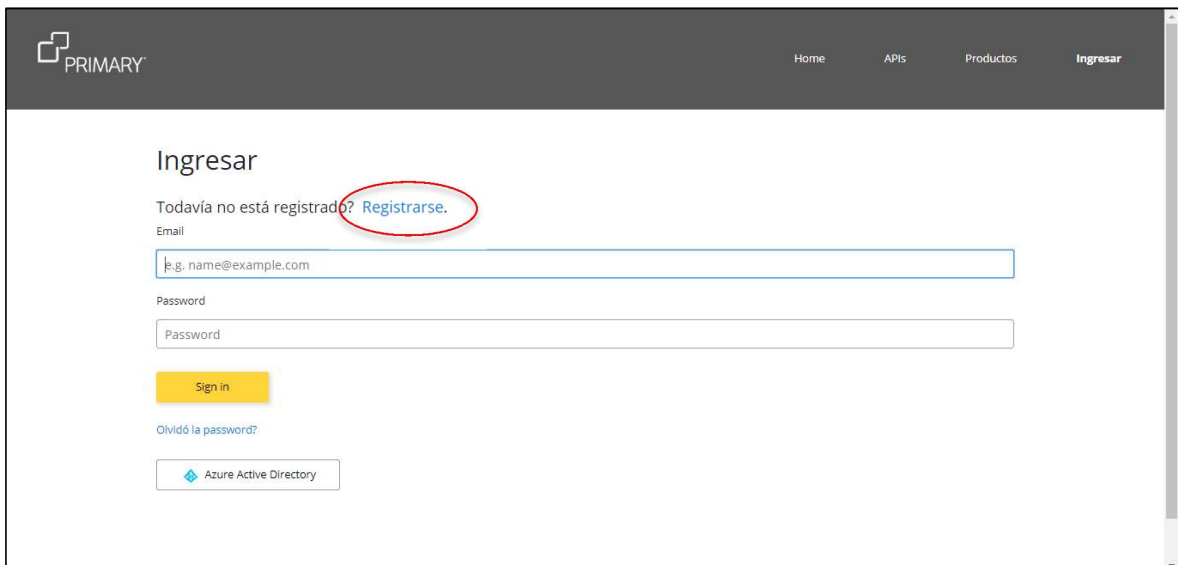 PRIMARY
Home APIs Productos Ingresar
Ingresar
Todavía no está registrado? Registrarse.
Email
e.g. name@example.com
Password
Password
Sign in
Olvidó la password?
Azure Active Directory